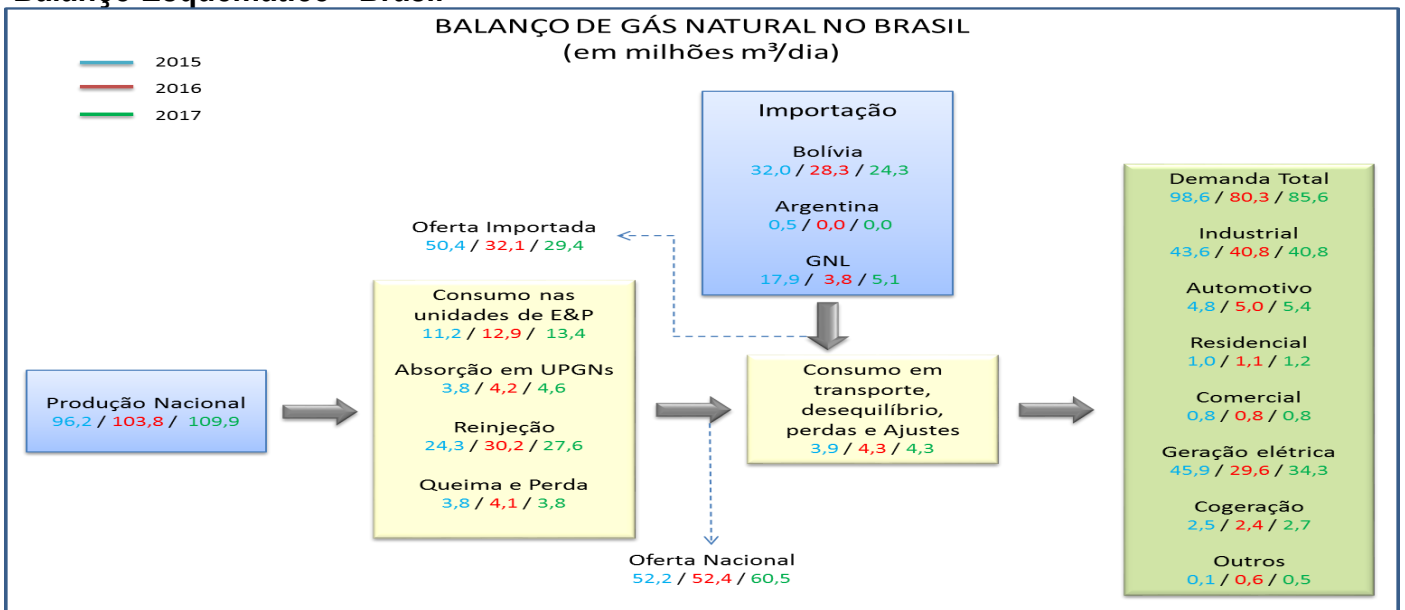 BALANÇO DE GÁS NATURAL NO BRASIL
(em milhões m³/dia)
2015
2016
2017
Importação
Bolívia
32,0 / 28,3 / 24,3
Argentina
0,5 / 0,0 / 0,0
GNL
17,9 / 3,8 / 5,1
Oferta Importada
50,4 / 32,1 / 29,4
Produção Nacional
96,2 / 103,8 / 109,9
Consumo nas
unidades de E&P
11,2 / 12,9 / 13,4
Absorção em UPGNs
3,8 / 4,2 / 4,6
Reinjeção
24,3 / 30,2 / 27,6
Queima e Perda
3,8 / 4,1 / 3,8
Oferta Nacional
52,2 / 52,4 / 60,5
Consumo em
transporte,
desequilíbrio,
perdas e Ajustes
3,9 / 4,3 / 4,3
Demanda Total
98,6 / 80,3 / 85,6
Industrial
43,6 / 40,8 / 40,8
Automotivo
4,8 / 5,0 / 5,4
Residencial
1,0 / 1,1 / 1,2
Comercial
0,8 / 0,8 / 0,8
Geração elétrica
45,9 / 29,6 / 34,3
Cogeração
2,5 / 2,4 / 2,7
Outros
0,1 / 0,6 / 0,5